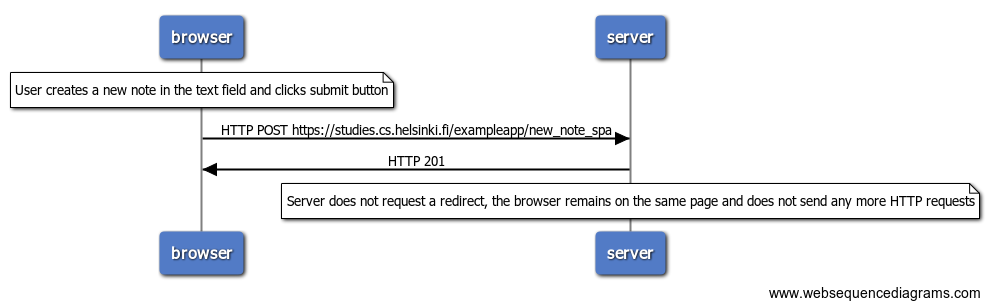 browser
server
User creates a new note in the text field and clicks submit button
HTTP POST https://studies.cs.helsinki.fi/exampleapp/new_note_spa
HTTP 201
Server does not request a redirect, the browser remains on the same page and does not send any more HTTP requests
browser
server
www.websequencediagrams.com